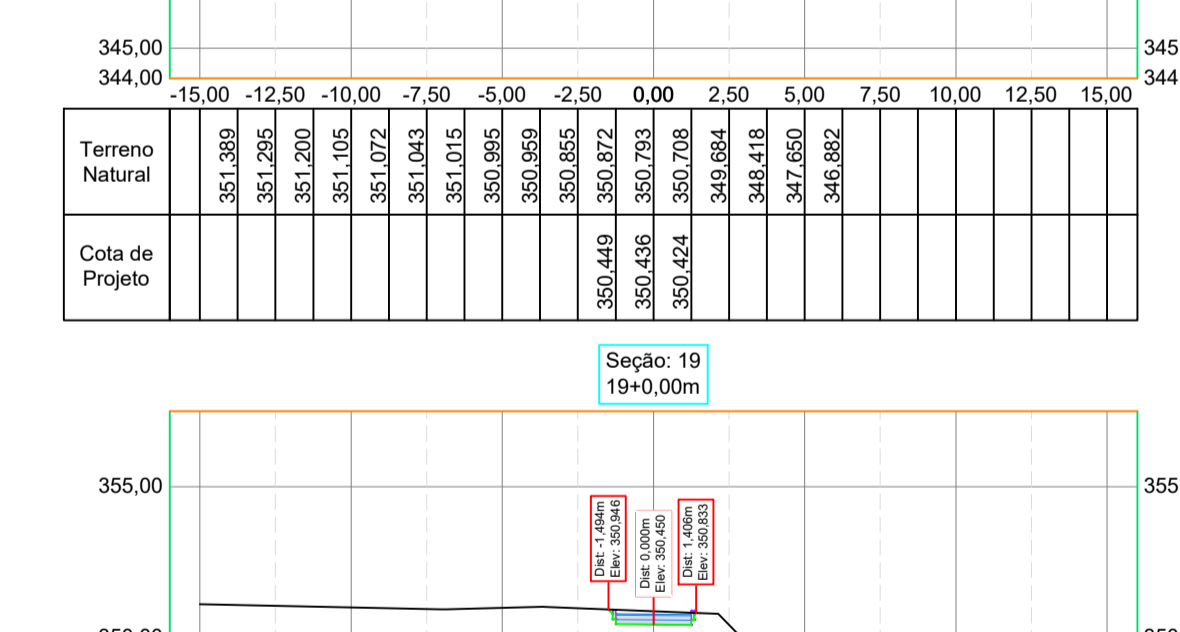 345,00
345
344,00
344
-15,00 -12,50 -10,00 -7,50 -5,00 -2,50 0,00 2,50 5,00 7,50 10,00 12,50 15,00
Terreno
Natural
351,389 351,295 351,200 351,105 351,072 351,043 351,015 350,995 350,959 350,855 350,872 350,793 350,708 349,684 348,418 347,650 346,882
Cota de
Projeto
350,449 350,436 350,424
Seção: 19
19+0,00m
355,00
355
Dist: -1,494m
Elev: 350,946
Dist: 0,000m
Elev: 350,450
Dist: 1,406m
Elev: 350,833